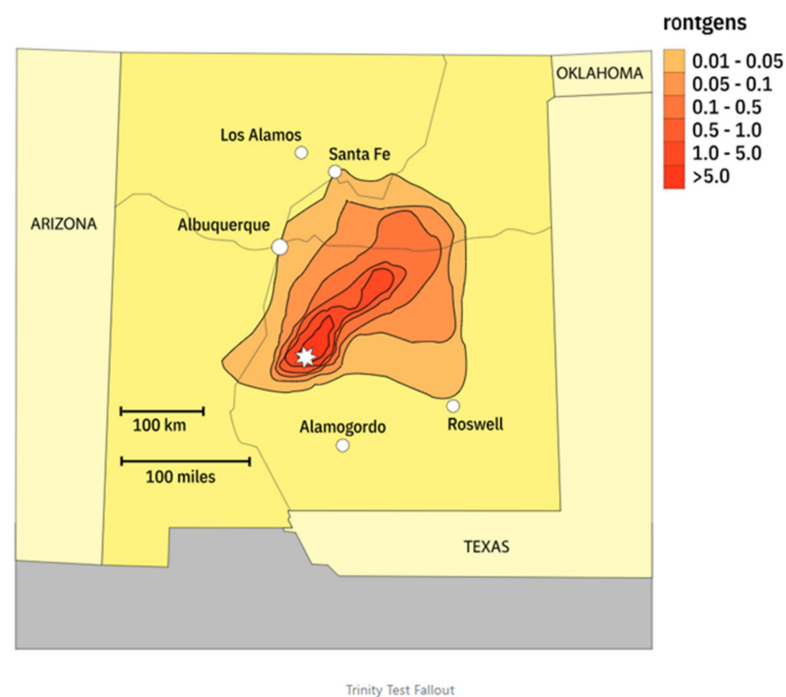 rontgens
0.01 - 0.05
0.05 - 0.1
0.1 - 0.5
0.5 - 1.0
1.0 - 5.0
>5.0
OKLAHOMA
Los Alamos
Santa Fe
ARIZONA
Albuquerque
100 km
Alamogordo
Roswell
100 miles
TEXAS
Trinity Test Fallout